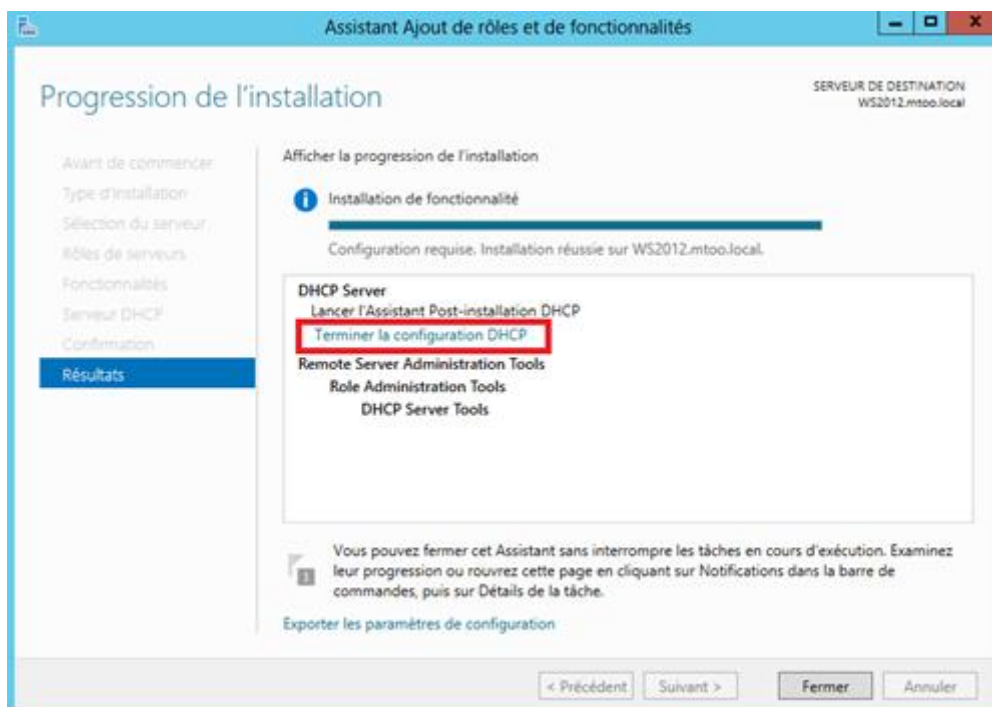 Assistant Ajout de rôles et de fonctionnalités
Progression de l'installation
SERVEUR DE DESTINATION
WS2012.mtoo.local
Avant de commencer
Type d'installation
Sélection du serveur
Rôles de serveurs
Fonctionnalités
Serveur DHCP
Confirmation
Résultats
Afficher la progression de l'installation
Installation de fonctionnalité
Configuration requise. Installation réussie sur WS2012.mtoo.local.
DHCP Server
Lancer l'Assistant Post-installation DHCP
Terminer la configuration DHCP
Remote Server Administration Tools
Role Administration Tools
DHCP Server Tools
Vous pouvez fermer cet Assistant sans interrompre les tâches en cours d'exécution. Examinez
leur progression ou rouvrez cette page en cliquant sur Notifications dans la barre de
commandes, puis sur Détails de la tâche.
Exporter les paramètres de configuration
< Précédent
Suivant >
Fermer
Annuler